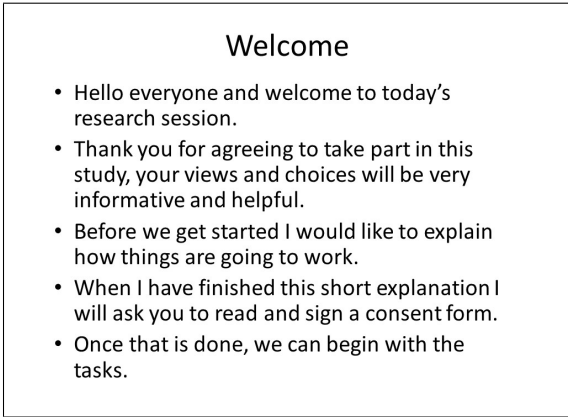 Welcome
• Hello everyone and welcome to today’s
research session.
• Thank you for agreeing to take part in this
study, your views and choices will be very
informative and helpful.
• Before we get started I would like to explain
how things are going to work.
• When I have finished this short explanation I
will ask you to read and sign a consent form.
• Once that is done, we can begin with the
tasks.